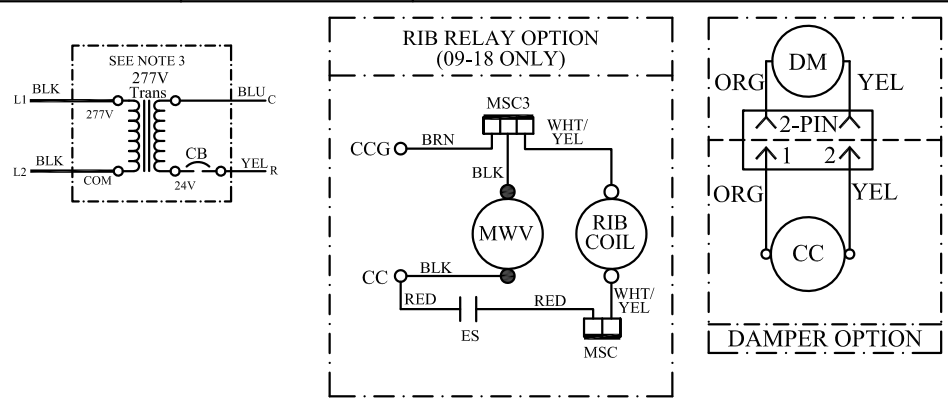 SEE NOTE 3
277V
Trans
BLK
L1
277V
BLU
C
BLK
L2
COM
24V
CB
YEL
R
RIB RELAY OPTION
(09-18 ONLY)
MSC3
CCG
BRN
WHT/
YEL
BLK
MWV
RIB
COIL
CC
BLK
RED
ES
RED
WHT/
YEL
MSC
DM
ORG
YEL
2-PIN
1
2
ORG
YEL
CC
DAMPER OPTION